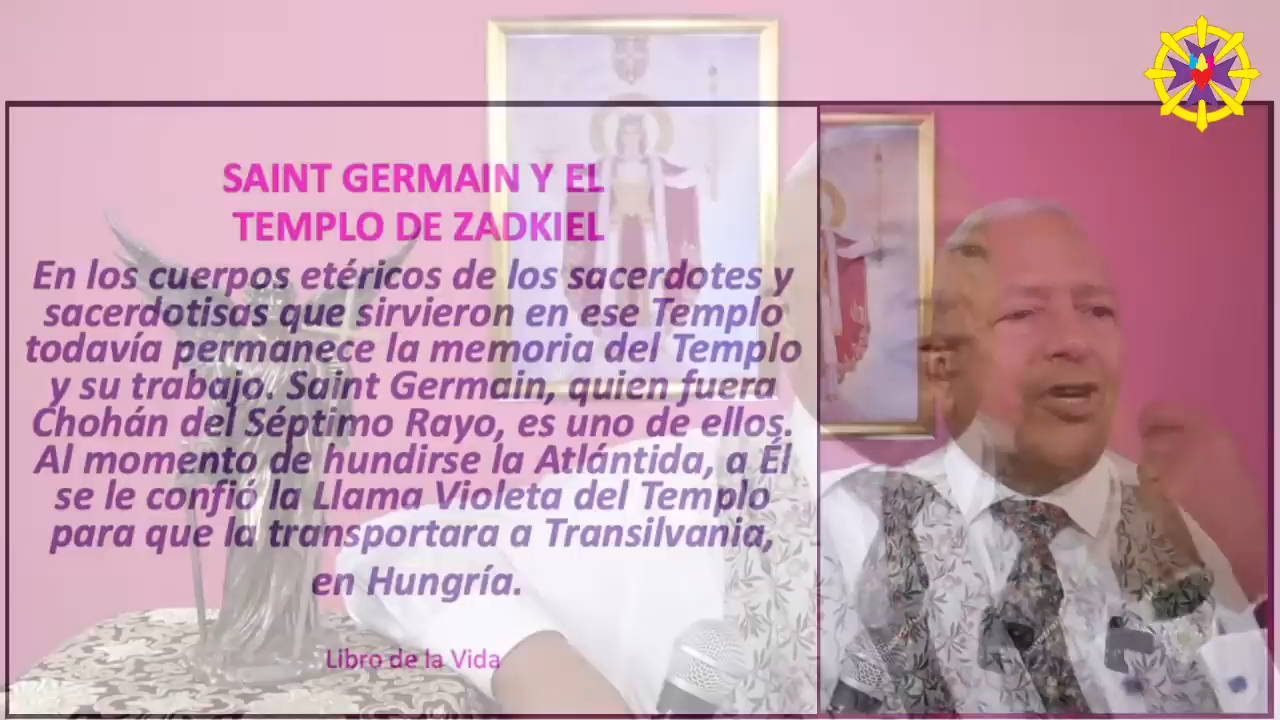 SAINT GERMAIN Y EL
TEMPLO DE ZADKIEL
En los cuerpos etéricos de los sacerdotes y
sacerdotisas que sirvieron en ese Templo
todavía permanece la memoria del Templo
y su trabajo. Saint Germain, quien fuera
Chohán del Séptimo Rayo, es uno de ellos.
Al momento de hundirse la Atlántida, a Él
se le confió la Llama Violeta del Templo
para que la transportara a Transilvania,
en Hungría.
Libro de la Vida